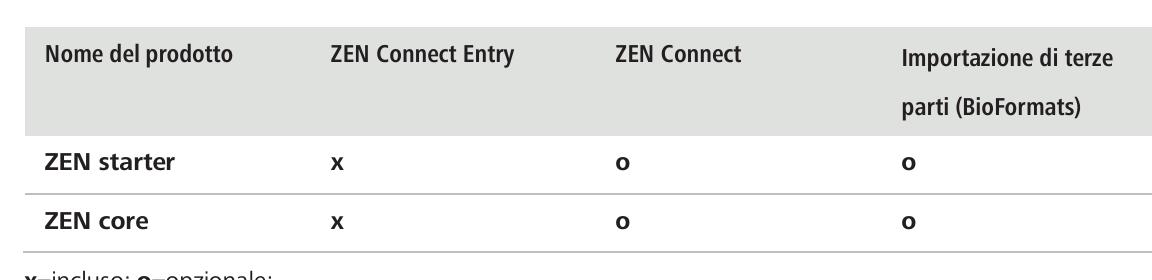 Nome del prodotto ZEN Connect Entry ZEN Connect Importazione di terze
parti (BioFormats)
ZEN starter x o o
ZEN core x o o
x=incluso; o=opzionale;